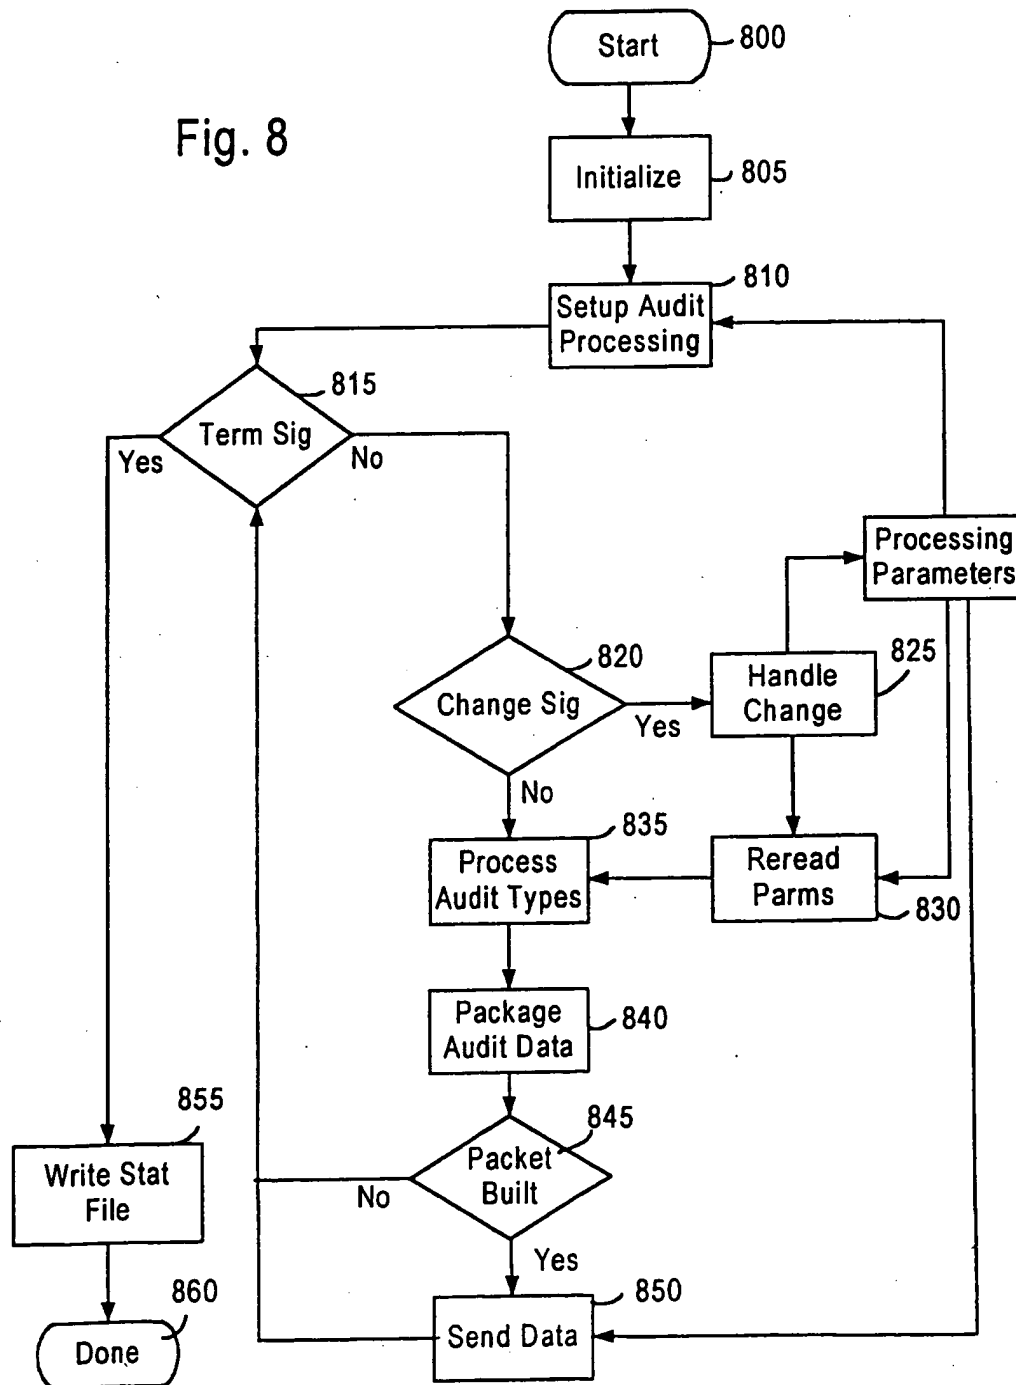 Start
800
Fig. 8
Initialize
805
810
Setup Audit
Processing
815
Term Sig
Yes
No
Processing
Parameters
820
Change Sig
Yes
No
825
Handle
Change
835
Process
Audit Types
Reread
Parms
830
Package
Audit Data
840
845
Packet
Built
No
Yes
855
Write Stat
File
850
Send Data
860
Done